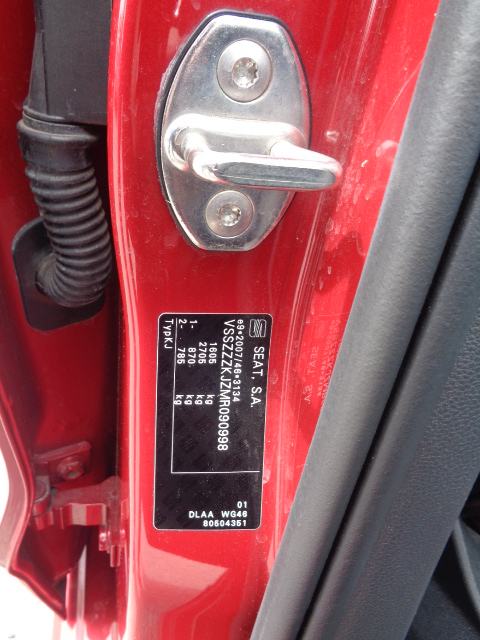 SEAT, S.A.
e9*2007/46*3134
VSSZZZKJZMR090998
1605 kg
2705 kg
1- 870 kg
2- 785 kg
TypKJ
01
DLAA WG46
80504351